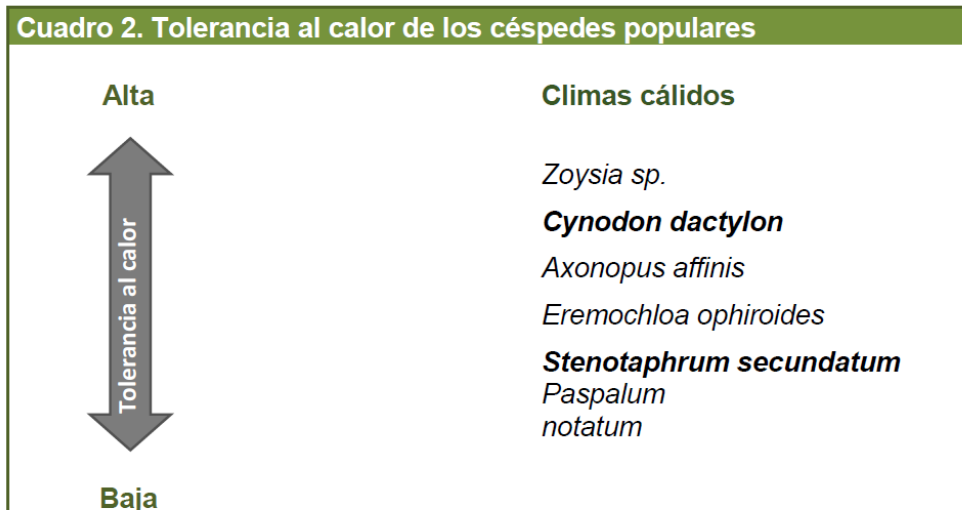 Cuadro 2. Tolerancia al calor de los céspedes populares
Alta
Climas cálidos
Tolerancia al calor
Zoysia sp.
Cynodon dactylon
Axonopus affinis
Eremochloa ophiroides
Stenotaphrum secundatum
Paspalum
notatum
Baja